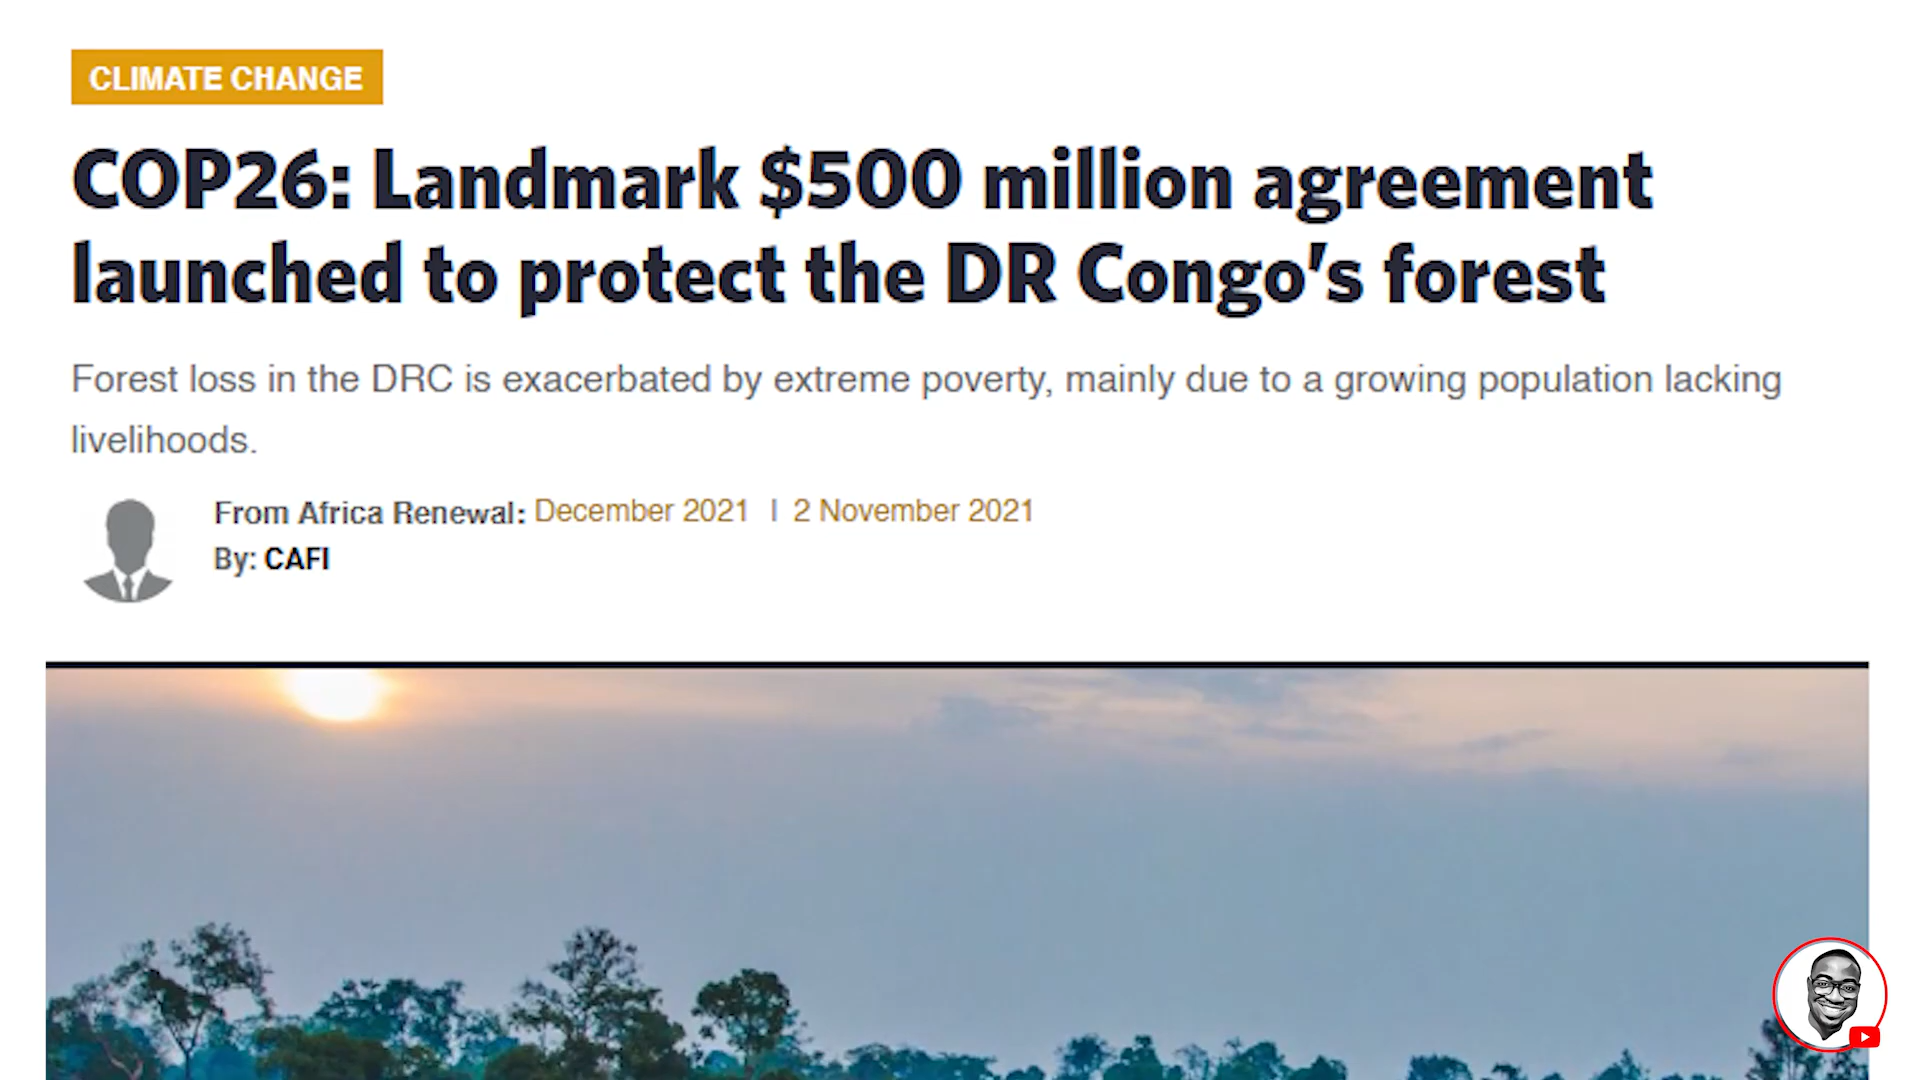 CLIMATE CHANGE
COP26: Landmark $500 million agreement
launched to protect the DR Congo's forest
Forest loss in the DRC is exacerbated by extreme poverty, mainly due to a growing population lacking
livelihoods.
From Africa Renewal: December 2021 | 2 November 2021
By: CAFI